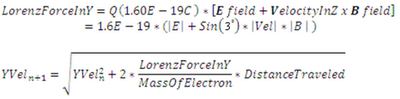 LorenzForceInY = Q(1.60E − 19C) * [E field + VelocityInZ x B field]
= 1.6E − 19 * (|E| + Sin(3°) * |Vel| * |B|)
YVel_{n+1} = √(YVel_n^2 + 2 * LorenzForceInY / MassOfElectron * DistanceTraveled)